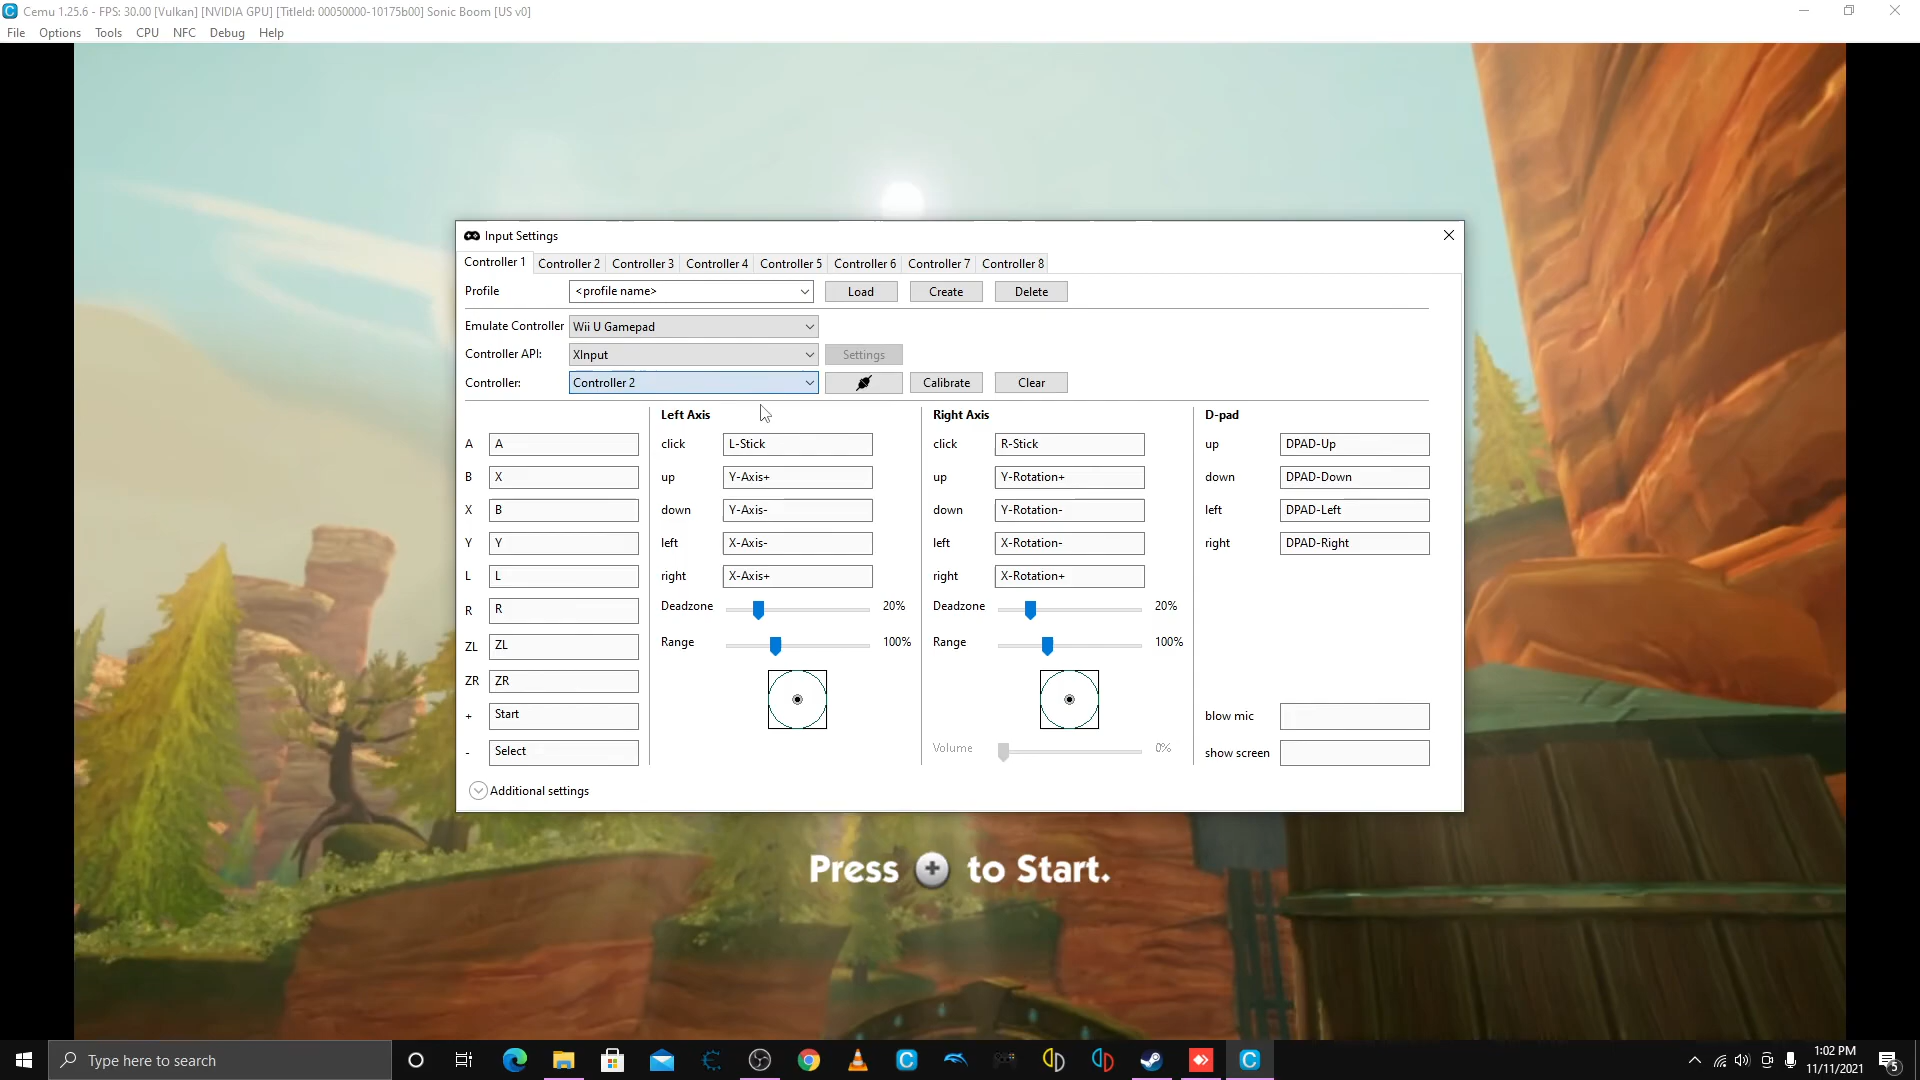 Cemu 1.25.6 - FPS: 30.00 [Vulkan] [NVIDIA GPU] [TitleId: 00050000-10175b00] Sonic Boom [US v0]
File Options Tools CPU NFC Debug Help
Input Settings
Controller 1 Controller 2 Controller 3 Controller 4 Controller 5 Controller 6 Controller 7 Controller 8
Profile <profile name> Load Create Delete
Emulate Controller Wii U Gamepad
Controller API: XInput Settings
Controller: Controller 2 Calibrate Clear
Left Axis Right Axis D-pad
A A click L-Stick click R-Stick up DPAD-Up
B X up Y-Axis+ up Y-Rotation+ down DPAD-Down
X B down Y-Axis- down Y-Rotation- left DPAD-Left
Y Y left X-Axis- left X-Rotation- right DPAD-Right
L L right X-Axis+ right X-Rotation+
R R Deadzone 20% Deadzone 20%
ZL ZL Range 100% Range 100%
ZR ZR
+ Start blow mic
- Select Volume 0% show screen
Additional settings
Press + to Start.
Type here to search
1:02 PM
11/11/2021
5